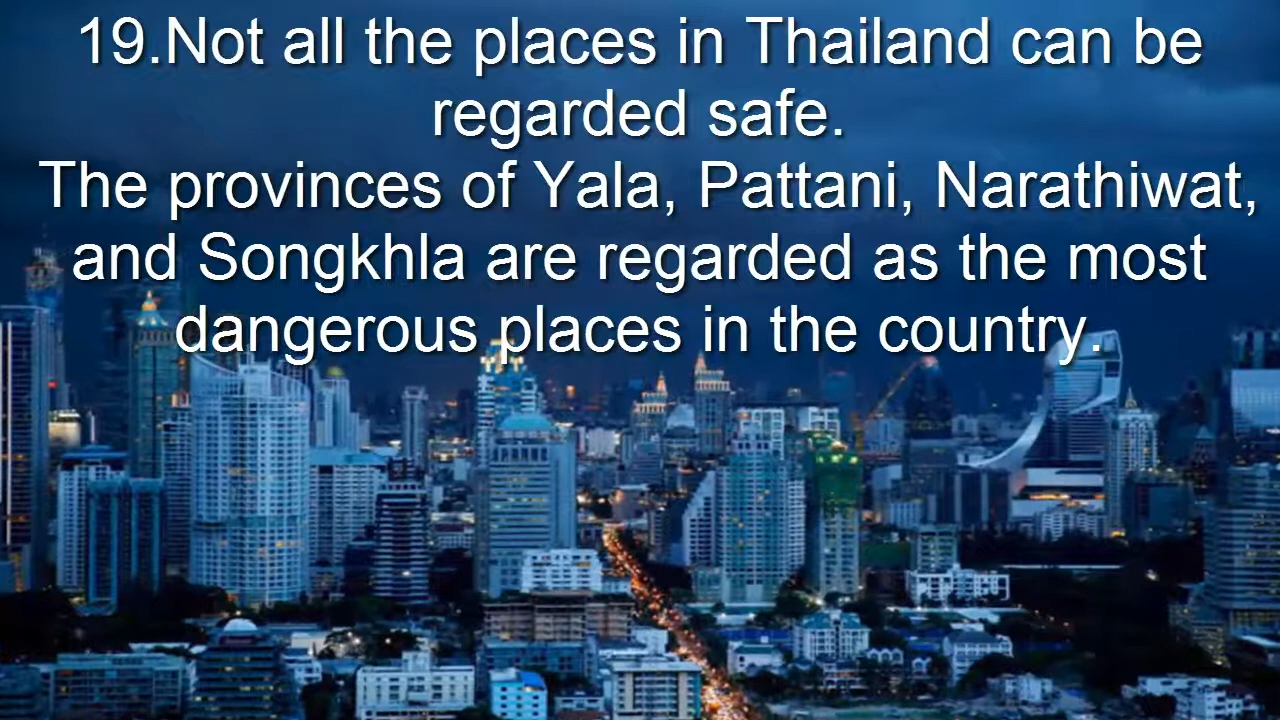 19.Not all the places in Thailand can be
regarded safe.
The provinces of Yala, Pattani, Narathiwat,
and Songkhla are regarded as the most
dangerous places in the country.